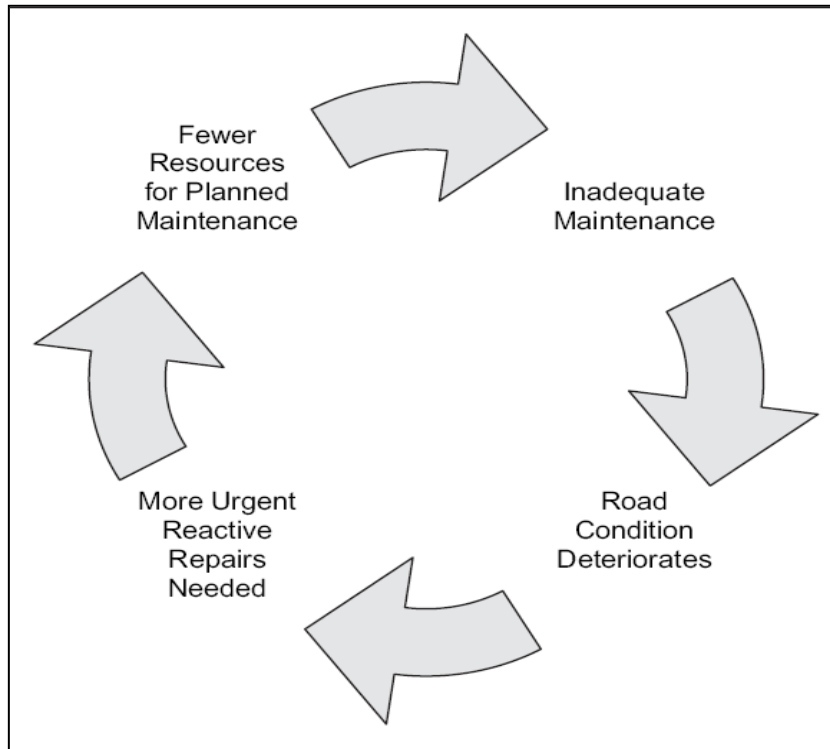 Fewer
Resources
for Planned
Maintenance
Inadequate
Maintenance
Road
Condition
Deteriorates
More Urgent
Reactive
Repairs
Needed